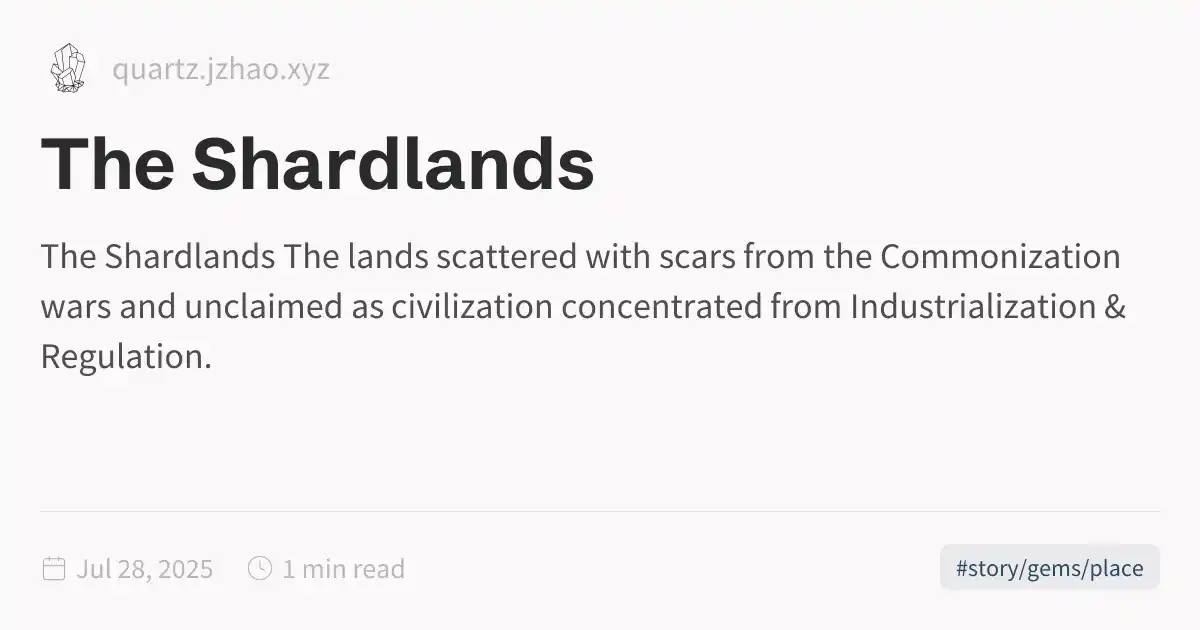 quartz.jzhao.xyz
The Shardlands
The Shardlands The lands scattered with scars from the Commonization
wars and unclaimed as civilization concentrated from Industrialization &
Regulation.
Jul 28, 2025 1 min read #story/gems/place